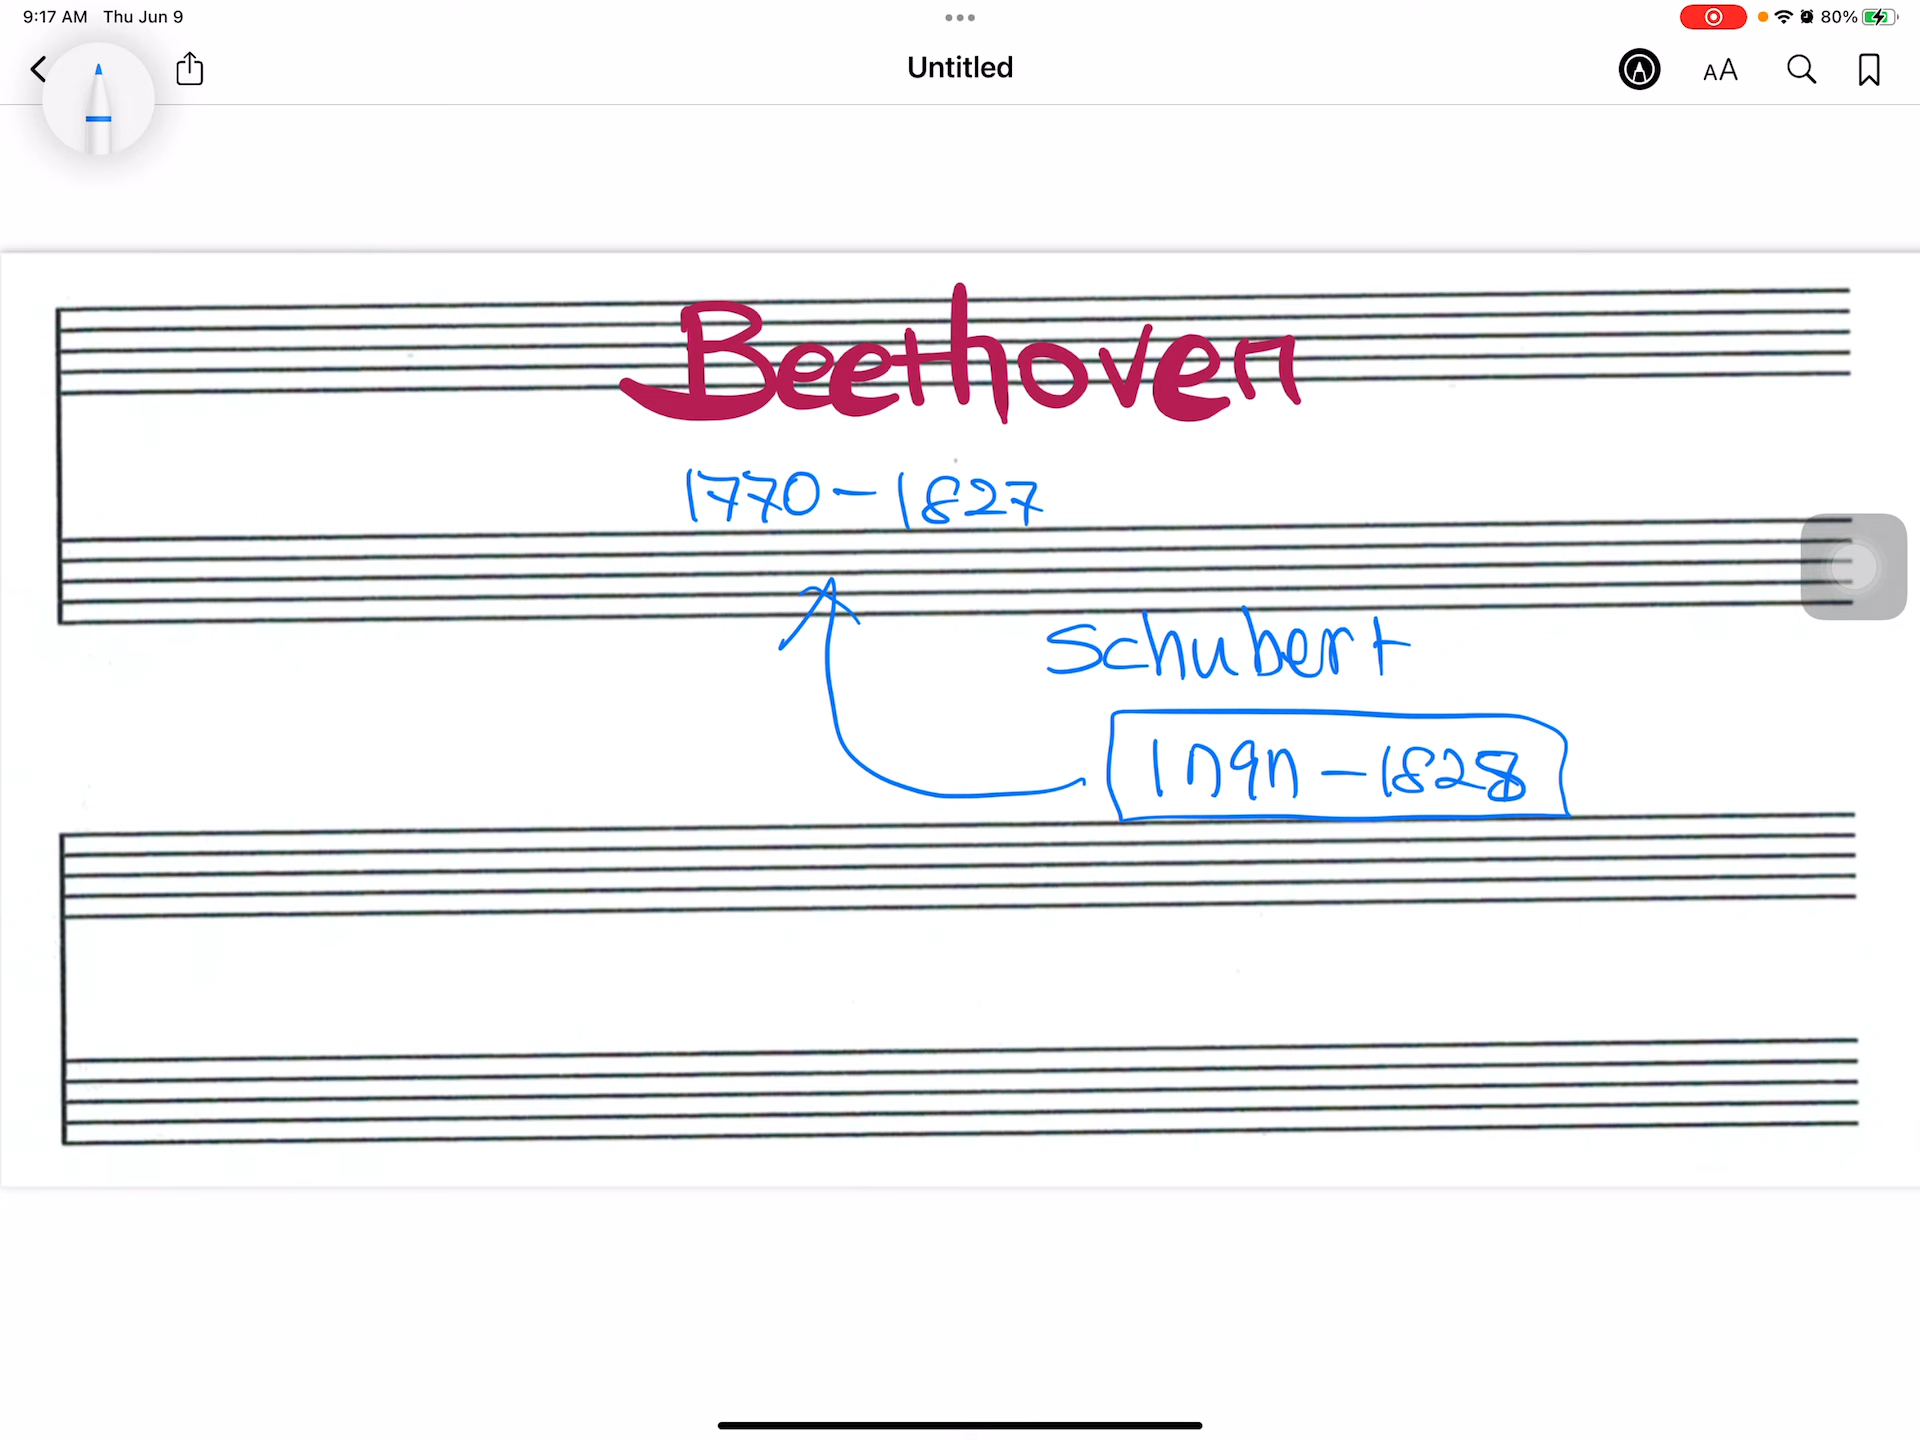 9:17 AM Thu Jun 9
80%
Untitled
AA
Beethoven
1770-1827
Schubert
1797-1828